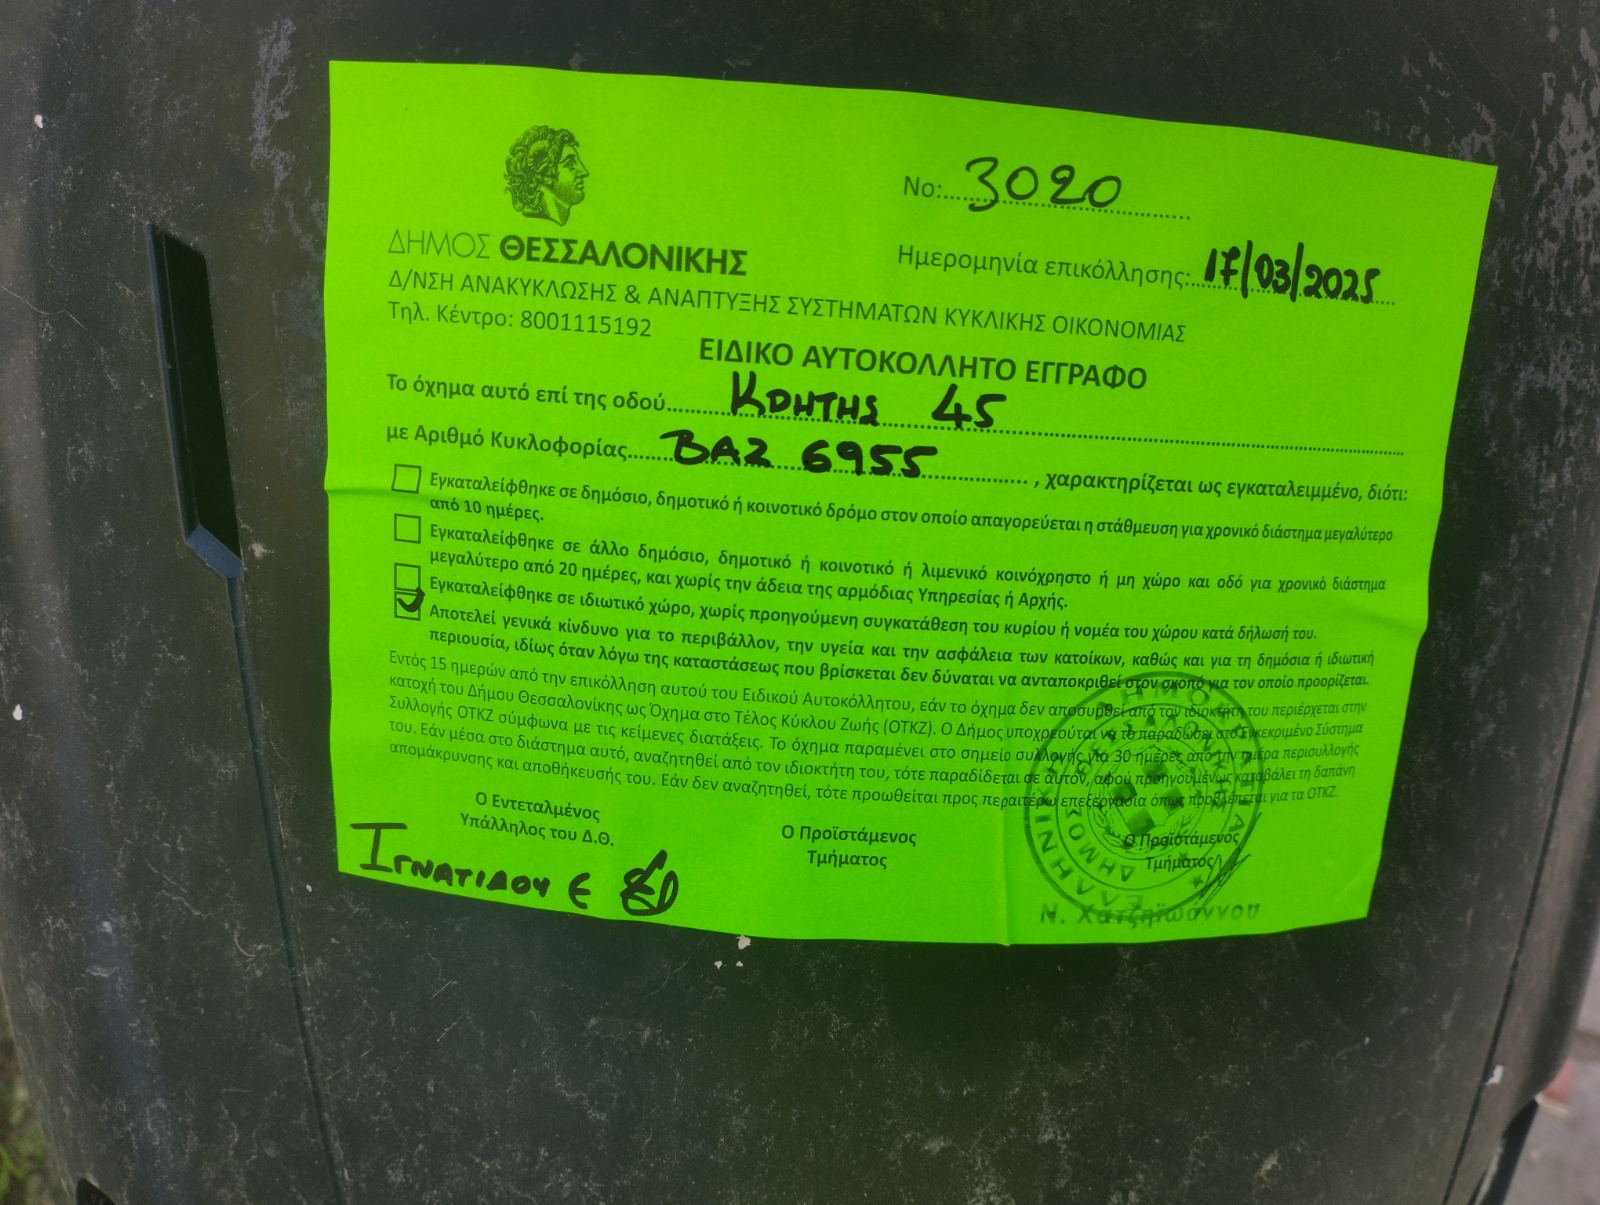 Νο:..3020
ΔΗΜΟΣ ΘΕΣΣΑΛΟΝΙΚΗΣ
Ημερομηνία επικόλλησης:..17/03/2025
Δ/ΝΣΗ ΑΝΑΚΥΚΛΩΣΗΣ & ΑΝΑΠΤΥΞΗΣ ΣΥΣΤΗΜΑΤΩΝ ΚΥΚΛΙΚΗΣ ΟΙΚΟΝΟΜΙΑΣ
Τηλ. Κέντρο: 8001115192
ΕΙΔΙΚΟ ΑΥΤΟΚΟΛΛΗΤΟ ΕΓΓΡΑΦΟ
Το όχημα αυτό επί της οδού...... ΚΡΗΤΗΣ 45
με Αριθμό Κυκλοφορίας..... ΒΑΖ 6955 , χαρακτηρίζεται ως εγκαταλειμμένο, διότι:
Εγκαταλείφθηκε σε δημόσιο, δημοτικό ή κοινοτικό δρόμο στον οποίο απαγορεύεται η στάθμευση για χρονικό διάστημα μεγαλύτερο
από 10 ημέρες.
Εγκαταλείφθηκε σε άλλο δημόσιο, δημοτικό ή κοινοτικό ή λιμενικό κοινόχρηστο ή μη χώρο και οδό για χρονικό διάστημα
μεγαλύτερο από 20 ημέρες, και χωρίς την άδεια της αρμόδιας Υπηρεσίας ή Αρχής.
Εγκαταλείφθηκε σε ιδιωτικό χώρο, χωρίς προηγούμενη συγκατάθεση του κυρίου ή νομέα του χώρου κατά δήλωσή του.
Αποτελεί γενικά κίνδυνο για το περιβάλλον, την υγεία και την ασφάλεια των κατοίκων, καθώς και για τη δημόσια ή ιδιωτική
περιουσία, ιδίως όταν λόγω της καταστάσεως που βρίσκεται δεν δύναται να ανταποκριθεί στον σκοπό για τον οποίο προορίζεται.
Εντός 15 ημερών από την επικόλληση αυτού του Ειδικού Αυτοκόλλητου, εάν το όχημα δεν αποσυρθεί από τον ιδιοκτήτη του περιέρχεται στην
κατοχή του Δήμου Θεσσαλονίκης ως Όχημα στο Τέλος Κύκλου Ζωής (ΟΤΚΖ). Ο Δήμος υποχρεούται να το παραδώσει στο Εγκεκριμένο Σύστημα
Συλλογής ΟΤΚΖ σύμφωνα με τις κείμενες διατάξεις. Το όχημα παραμένει στο σημείο συλλογής για 30 ημέρες από την ημέρα περισυλλογής
του. Εάν μέσα στο διάστημα αυτό, αναζητηθεί από τον ιδιοκτήτη του, τότε παραδίδεται σε αυτόν, αφού προηγουμένως καταβάλει τη δαπάνη
απομάκρυνσης και αποθήκευσής του. Εάν δεν αναζητηθεί, τότε προωθείται προς περαιτέρω επεξεργασία όπως προβλέπεται για τα ΟΤΚΖ.
Ο Εντεταλμένος
Υπάλληλος του Δ.Θ.
Ο Προϊστάμενος
Τμήματος
Ο Προϊστάμενος
Τμήματος
ΙΓΝΑΤΙΔΟΥ Ε
ΕΛΛΗΝΙΚΗ ΔΗΜΟΚΡΑΤΙΑ
ΔΗΜΟΣ ΘΕΣΣΑΛΟΝΙΚΗΣ
Ν. Χατζηϊωάννου